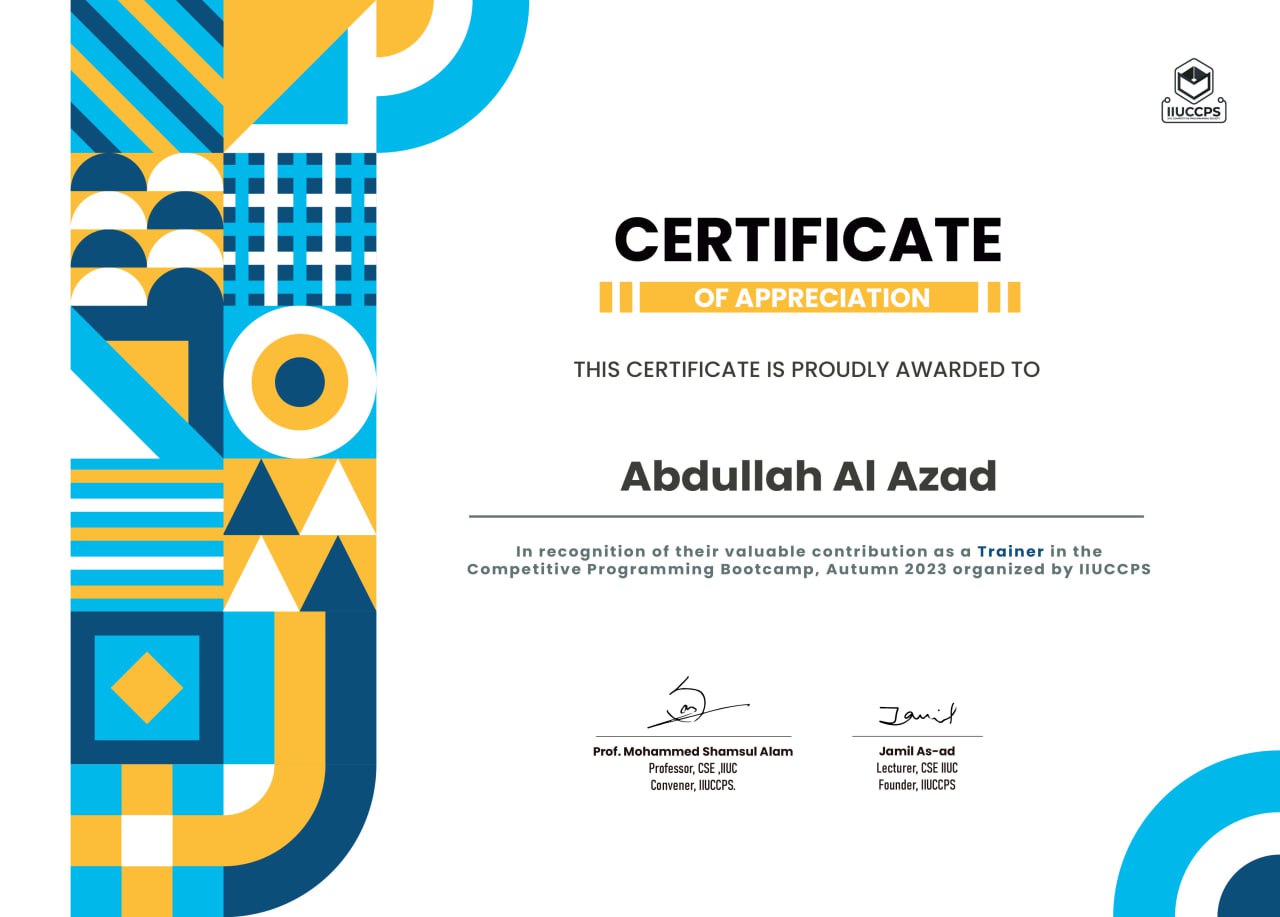 IIUCCPS
CERTIFICATE
OF APPRECIATION
THIS CERTIFICATE IS PROUDLY AWARDED TO
Abdullah Al Azad
In recognition of their valuable contribution as a Trainer in the
Competitive Programming Bootcamp, Autumn 2023 organized by IIUCCPS
Jamil
Prof. Mohammed Shamsul Alam
Professor, CSE ,IIUC
Convener, IIUCCPS.
Jamil As-ad
Lecturer, CSE IIUC
Founder, IIUCCPS